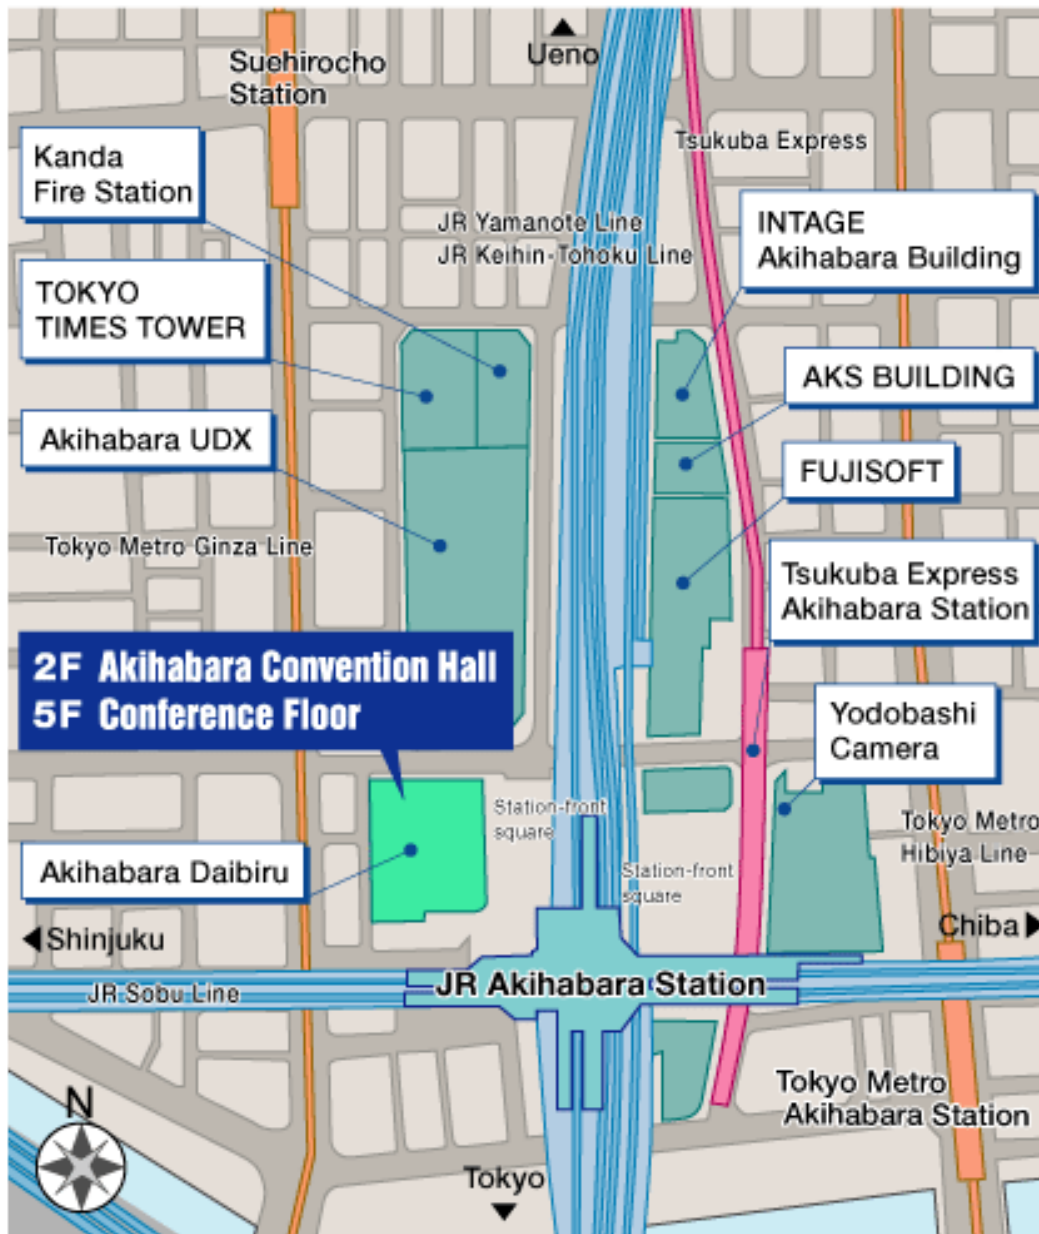 Ueno
Suehirocho
Station
Kanda
Fire Station
Tsukuba Express
JR Yamanote Line
JR Keihin-Tohoku Line
INTAGE
Akihabara Building
TOKYO
TIMES TOWER
AKS BUILDING
Akihabara UDX
FUJISOFT
Tokyo Metro Ginza Line
Tsukuba Express
Akihabara Station
2F Akihabara Convention Hall
5F Conference Floor
Yodobashi
Camera
Station-front
square
Tokyo Metro
Hibiya Line
Akihabara Daibiru
Station-front
square
Shinjuku
Chiba
JR Sobu Line
JR Akihabara Station
N
Tokyo Metro
Akihabara Station
Tokyo